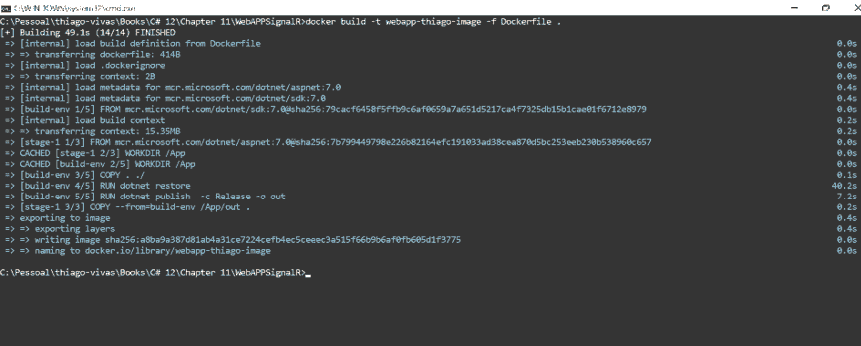 C:\WINDOWS\system32\cmd.exe
C:\Pessoal\thiago-vivas\Books\C# 12\Chapter 11\WebAPPSignalR>docker build -t webapp-thiago-image -f Dockerfile .
[+] Building 49.1s (14/14) FINISHED
=> [internal] load build definition from Dockerfile 0.0s
=> => transferring dockerfile: 414B 0.0s
=> [internal] load .dockerignore 0.0s
=> => transferring context: 2B 0.0s
=> [internal] load metadata for mcr.microsoft.com/dotnet/aspnet:7.0 0.4s
=> [internal] load metadata for mcr.microsoft.com/dotnet/sdk:7.0 0.4s
=> [build-env 1/5] FROM mcr.microsoft.com/dotnet/sdk:7.0@sha256:79cacf6458f5ffb9c6af0659a7a651d5217ca4f7325db15b1cae01f6712e8979 0.0s
=> [internal] load build context 0.2s
=> => transferring context: 15.35MB 0.2s
=> [stage-1 1/3] FROM mcr.microsoft.com/dotnet/aspnet:7.0@sha256:7b799449798e226b82164efc191033ad38cea870d5bc253eeb230b538960c657 0.0s
=> CACHED [stage-1 2/3] WORKDIR /App 0.0s
=> CACHED [build-env 2/5] WORKDIR /App 0.0s
=> [build-env 3/5] COPY . ./ 0.1s
=> [build-env 4/5] RUN dotnet restore 40.2s
=> [build-env 5/5] RUN dotnet publish -c Release -o out 7.2s
=> [stage-1 3/3] COPY --from=build-env /App/out . 0.2s
=> exporting to image 0.4s
=> => exporting layers 0.4s
=> => writing image sha256:a8ba9a387d81ab4a31ce7224cefb4ec5ceeec3a515f66b9b6af0fb605d1f3775 0.0s
=> => naming to docker.io/library/webapp-thiago-image 0.0s
C:\Pessoal\thiago-vivas\Books\C# 12\Chapter 11\WebAPPSignalR>_